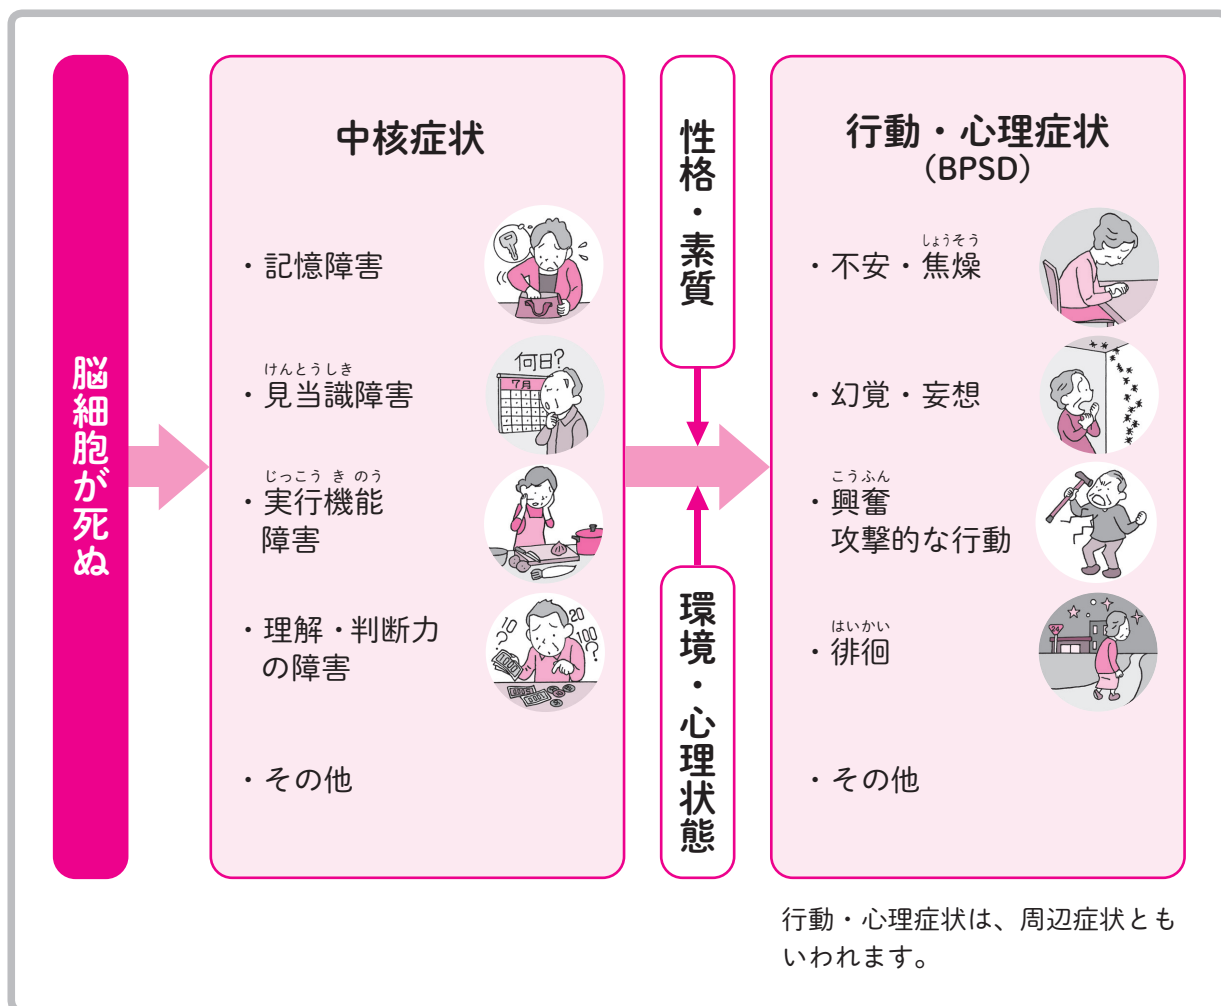 脳細胞が死ぬ
中核症状
・記憶障害
けんとうしき
・見当識障害
じっこう き のう
・実行機能
障害
・理解・判断力
の障害
・その他
何日?
7月
10
20
100
?
?
性格・素質
環境・心理状態
行動・心理症状
（BPSD）
しょうそう
・不安・焦燥
・幻覚・妄想
こうふん
・興奮
攻撃的な行動
はいかい
・徘徊
24
・その他
行動・心理症状は、周辺症状とも
いわれます。